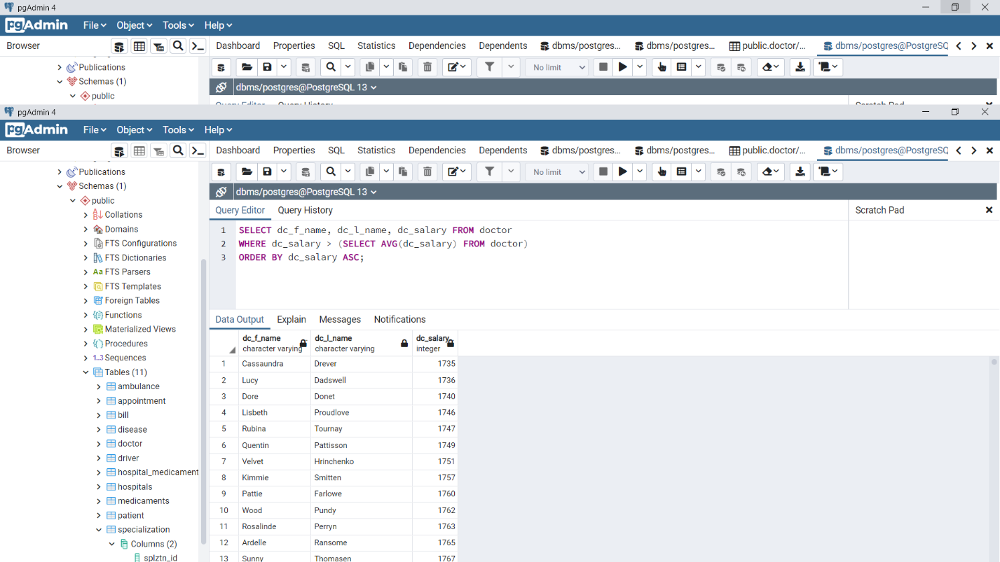 pgAdmin 4
pgAdmin File Object Tools Help
Browser Dashboard Properties SQL Statistics Dependencies Dependents dbms/postgres... dbms/postgres... public.doctor/... dbms/postgres@PostgreSQ
Publications
No limit
Schemas (1)
public
dbms/postgres@PostgreSQL 13
Query Editor Query History Scratch Pad
pgAdmin 4
pgAdmin File Object Tools Help
Browser Dashboard Properties SQL Statistics Dependencies Dependents dbms/postgres... dbms/postgres... public.doctor/... dbms/postgres@PostgreSQ
No limit
dbms/postgres@PostgreSQL 13
Publications
Schemas (1)
public
Collations
Domains
FTS Configurations
FTS Dictionaries
Aa FTS Parsers
FTS Templates
Foreign Tables
Functions
Materialized Views
Procedures
1..3 Sequences
Tables (11)
ambulance
appointment
bill
disease
doctor
driver
hospital_medicament
hospitals
medicaments
patient
specialization
Columns (2)
splztn_id
Query Editor Query History Scratch Pad
1 SELECT dc_f_name, dc_l_name, dc_salary FROM doctor
2 WHERE dc_salary > (SELECT AVG(dc_salary) FROM doctor)
3 ORDER BY dc_salary ASC;
Data Output Explain Messages Notifications
dc_f_name dc_l_name dc_salary
character varying character varying integer
1 Cassaundra Drever 1735
2 Lucy Dadswell 1736
3 Dore Donet 1740
4 Lisbeth Proudlove 1746
5 Rubina Tournay 1747
6 Quentin Pattisson 1749
7 Velvet Hrinchenko 1751
8 Kimmie Smitten 1757
9 Pattie Farlowe 1760
10 Wood Pundy 1762
11 Rosalinde Perryn 1763
12 Ardelle Ransome 1765
13 Sunny Thomasen 1767